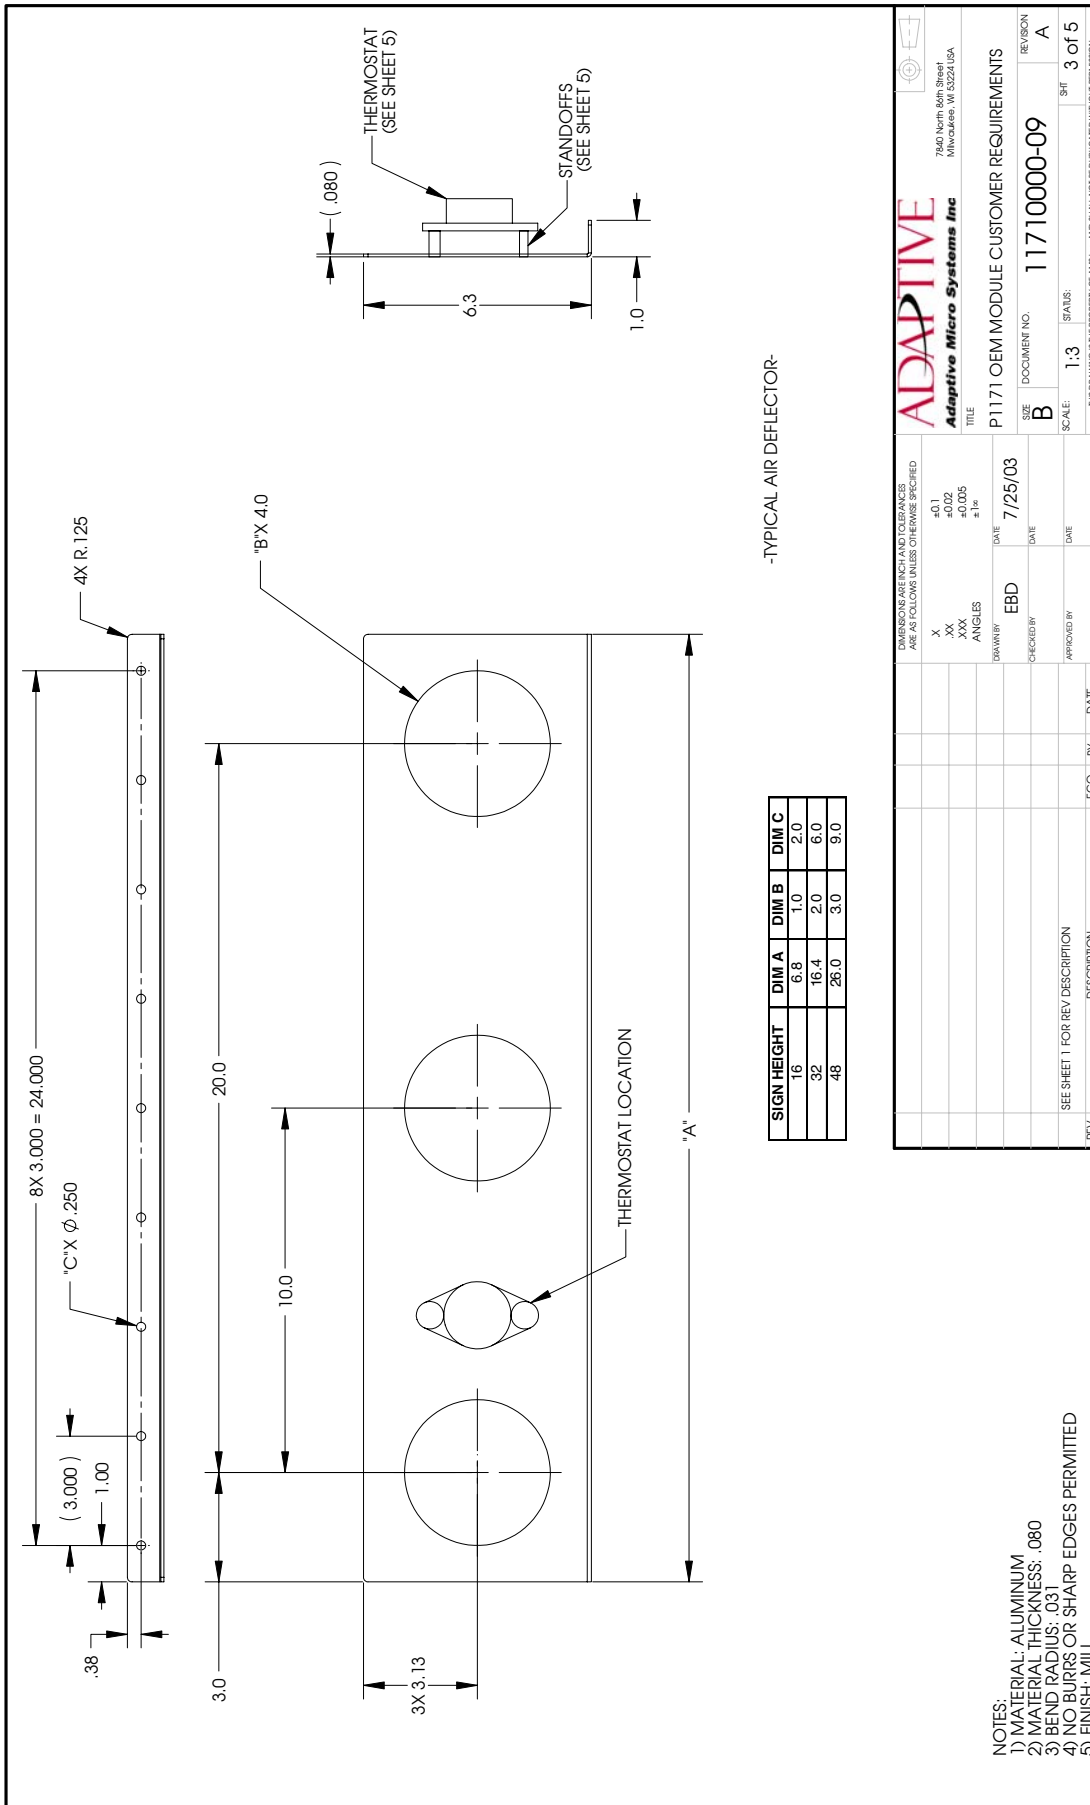 4X R.125
8X 3.000 = 24.000
"C"X ⌀.250
( 3.000 )
1.00
.38
20.0
10.0
3.0
3X 3.13
"B"X 4.0
THERMOSTAT LOCATION
"A"
THERMOSTAT
(SEE SHEET 5)
( .080 )
STANDOFFS
(SEE SHEET 5)
6.3
1.0
-TYPICAL AIR DEFLECTOR-
SIGN HEIGHT DIM A DIM B DIM C
16 6.8 1.0 2.0
32 16.4 2.0 6.0
48 26.0 3.0 9.0
NOTES:
1) MATERIAL: ALUMINUM
2) MATERIAL THICKNESS: .080
3) BEND RADIUS: .031
4) NO BURRS OR SHARP EDGES PERMITTED
5) FINISH: MILL
SEE SHEET 1 FOR REV DESCRIPTION
REV DESCRIPTION ECO BY DATE
DIMENSIONS ARE INCH AND TOLERANCES
ARE AS FOLLOWS UNLESS OTHERWISE SPECIFIED
.X ±0.1
.XX ±0.02
.XXX ±0.005
ANGLES ±1∞
DRAWN BY EBD DATE 7/25/03
CHECKED BY DATE
APPROVED BY DATE
ADAPTIVE
Adaptive Micro Systems Inc
7840 North 86th Street
Milwaukee, WI 53224 USA
TITLE
P1171 OEM MODULE CUSTOMER REQUIREMENTS
SIZE B DOCUMENT NO. 11710000-09 REVISION A
SCALE: 1:3 STATUS: SHT 3 of 5